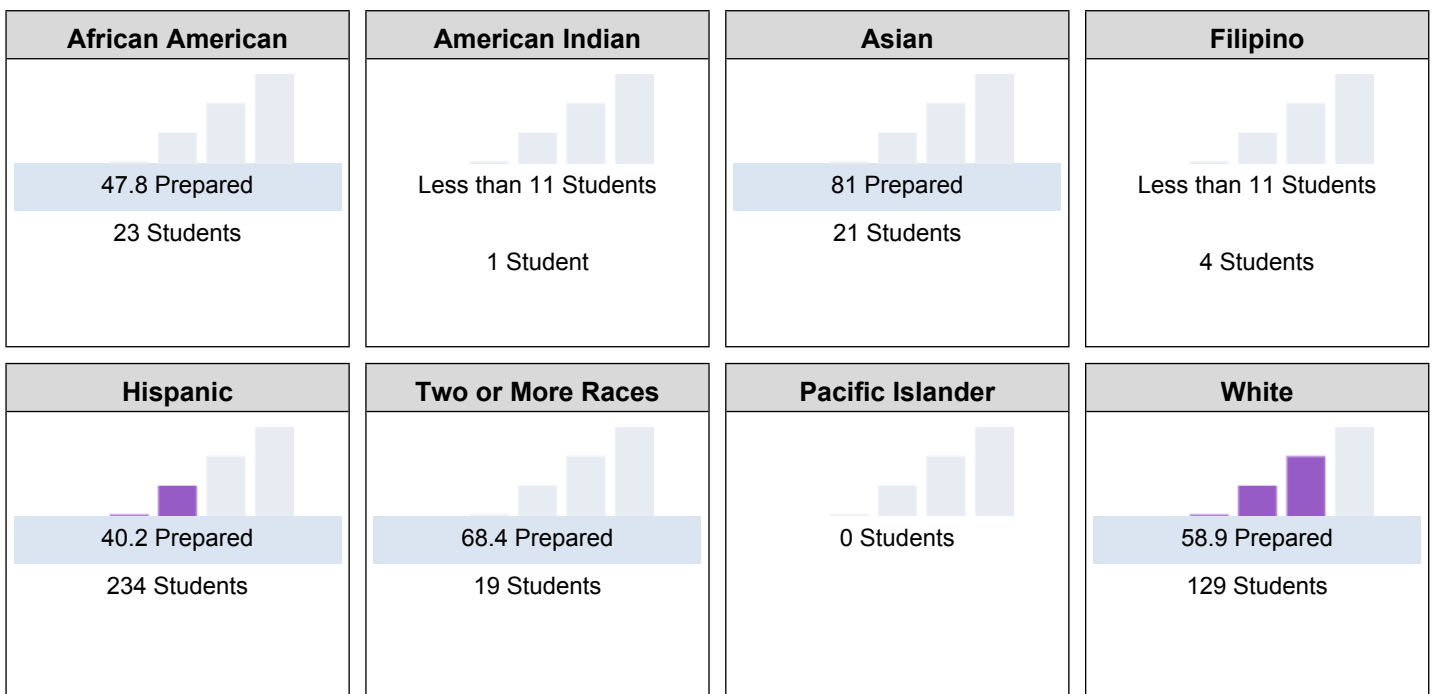 African American
47.8 Prepared
23 Students
American Indian
Less than 11 Students
1 Student
Asian
81 Prepared
21 Students
Filipino
Less than 11 Students
4 Students
Hispanic
40.2 Prepared
234 Students
Two or More Races
68.4 Prepared
19 Students
Pacific Islander
0 Students
White
58.9 Prepared
129 Students